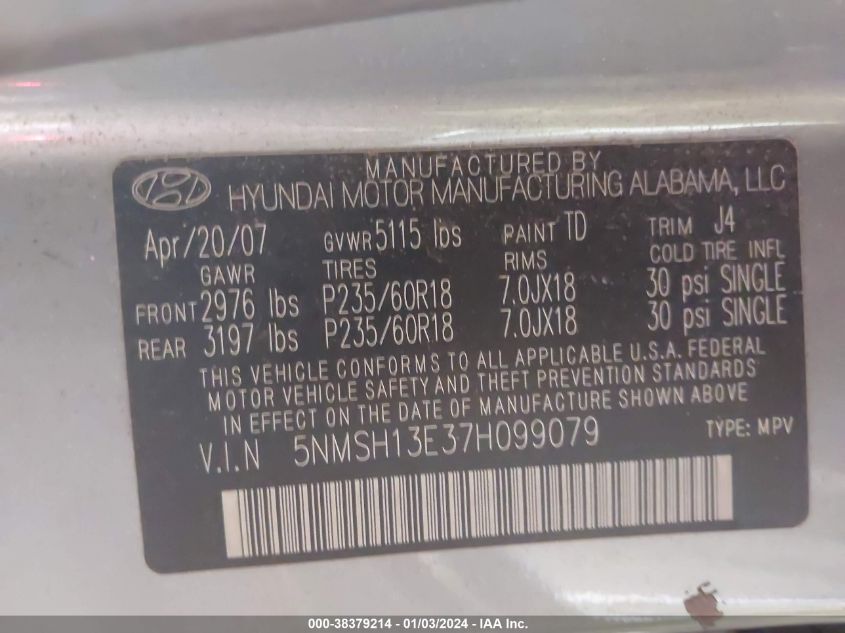 MANUFACTURED BY
HYUNDAI MOTOR MANUFACTURING ALABAMA, LLC
Apr/20/07 GVWR 5115 lbs PAINT TD TRIM J4
GAWR TIRES RIMS COLD TIRE INFL
FRONT 2976 lbs P235/60R18 7.0JX18 30 psi SINGLE
REAR 3197 lbs P235/60R18 7.0JX18 30 psi SINGLE
THIS VEHICLE CONFORMS TO ALL APPLICABLE U.S.A. FEDERAL
MOTOR VEHICLE SAFETY AND THEFT PREVENTION STANDARDS
IN EFFECT ON THE DATE OF MANUFACTURE SHOWN ABOVE
V.I.N 5NMSH13E37H099079 TYPE: MPV
000-38379214 - 01/03/2024 - IAA Inc.